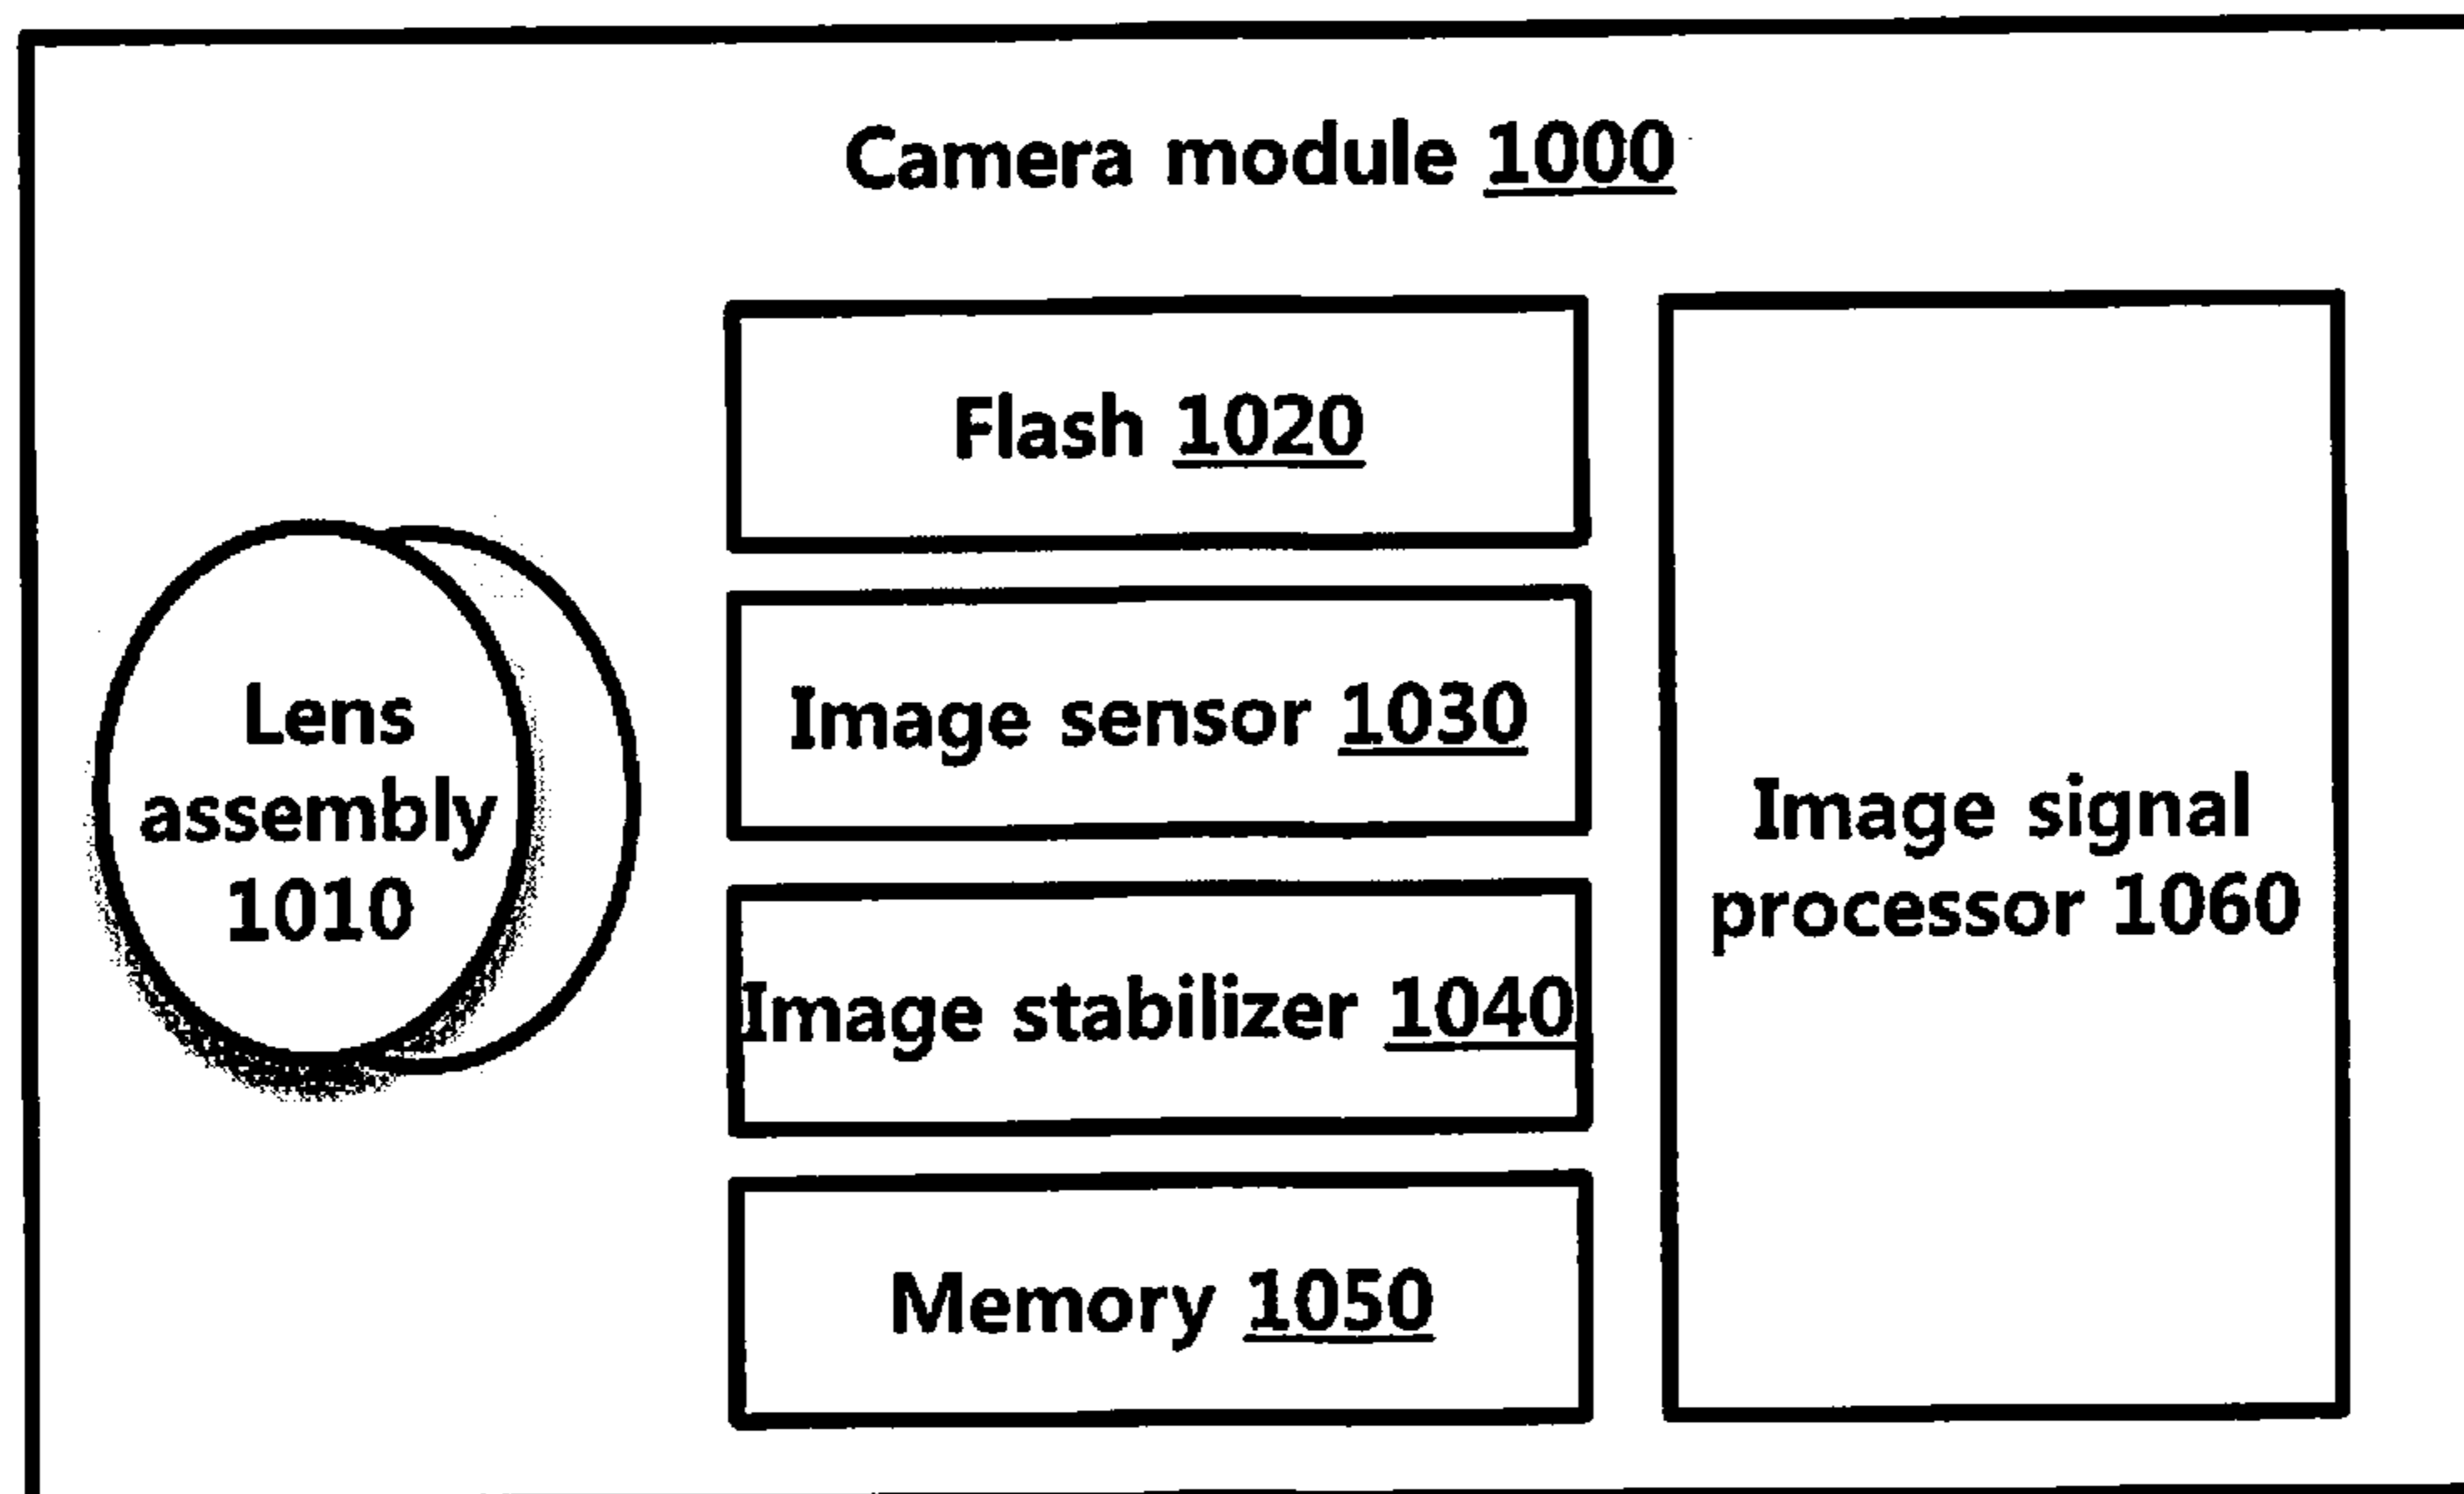 Camera module 1000
Flash 1020
Lens
assembly
1010
Image sensor 1030
Image stabilizer 1040
Memory 1050
Image signal
processor 1060